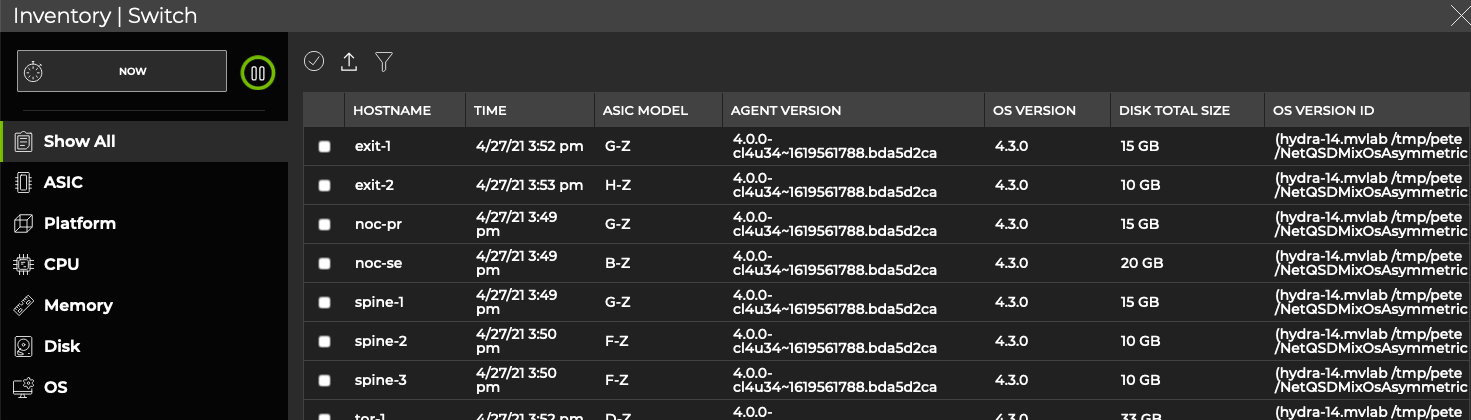 Inventory | Switch
NOW
Show All
ASIC
Platform
CPU
Memory
Disk
OS
HOSTNAME TIME ASIC MODEL AGENT VERSION OS VERSION DISK TOTAL SIZE OS VERSION ID
exit-1 4/27/21 3:52 pm G-Z 4.0.0-
cl4u34~1619561788.bda5d2ca 4.3.0 15 GB (hydra-14.mvlab /tmp/pete
/NetQSDMixOsAsymmetric
exit-2 4/27/21 3:53 pm H-Z 4.0.0-
cl4u34~1619561788.bda5d2ca 4.3.0 10 GB (hydra-14.mvlab /tmp/pete
/NetQSDMixOsAsymmetric
noc-pr 4/27/21 3:49
pm G-Z 4.0.0-
cl4u34~1619561788.bda5d2ca 4.3.0 15 GB (hydra-14.mvlab /tmp/pete
/NetQSDMixOsAsymmetric
noc-se 4/27/21 3:49
pm B-Z 4.0.0-
cl4u34~1619561788.bda5d2ca 4.3.0 20 GB (hydra-14.mvlab /tmp/pete
/NetQSDMixOsAsymmetric
spine-1 4/27/21 3:49
pm G-Z 4.0.0-
cl4u34~1619561788.bda5d2ca 4.3.0 15 GB (hydra-14.mvlab /tmp/pete
/NetQSDMixOsAsymmetric
spine-2 4/27/21 3:50
pm F-Z 4.0.0-
cl4u34~1619561788.bda5d2ca 4.3.0 10 GB (hydra-14.mvlab /tmp/pete
/NetQSDMixOsAsymmetric
spine-3 4/27/21 3:50
pm F-Z 4.0.0-
cl4u34~1619561788.bda5d2ca 4.3.0 10 GB (hydra-14.mvlab /tmp/pete
/NetQSDMixOsAsymmetric
tor-1 4/27/21 3:52 pm D-Z 4.0.0- 4.3.0 33 GB (hydra-14.mvlab /tmp/pete